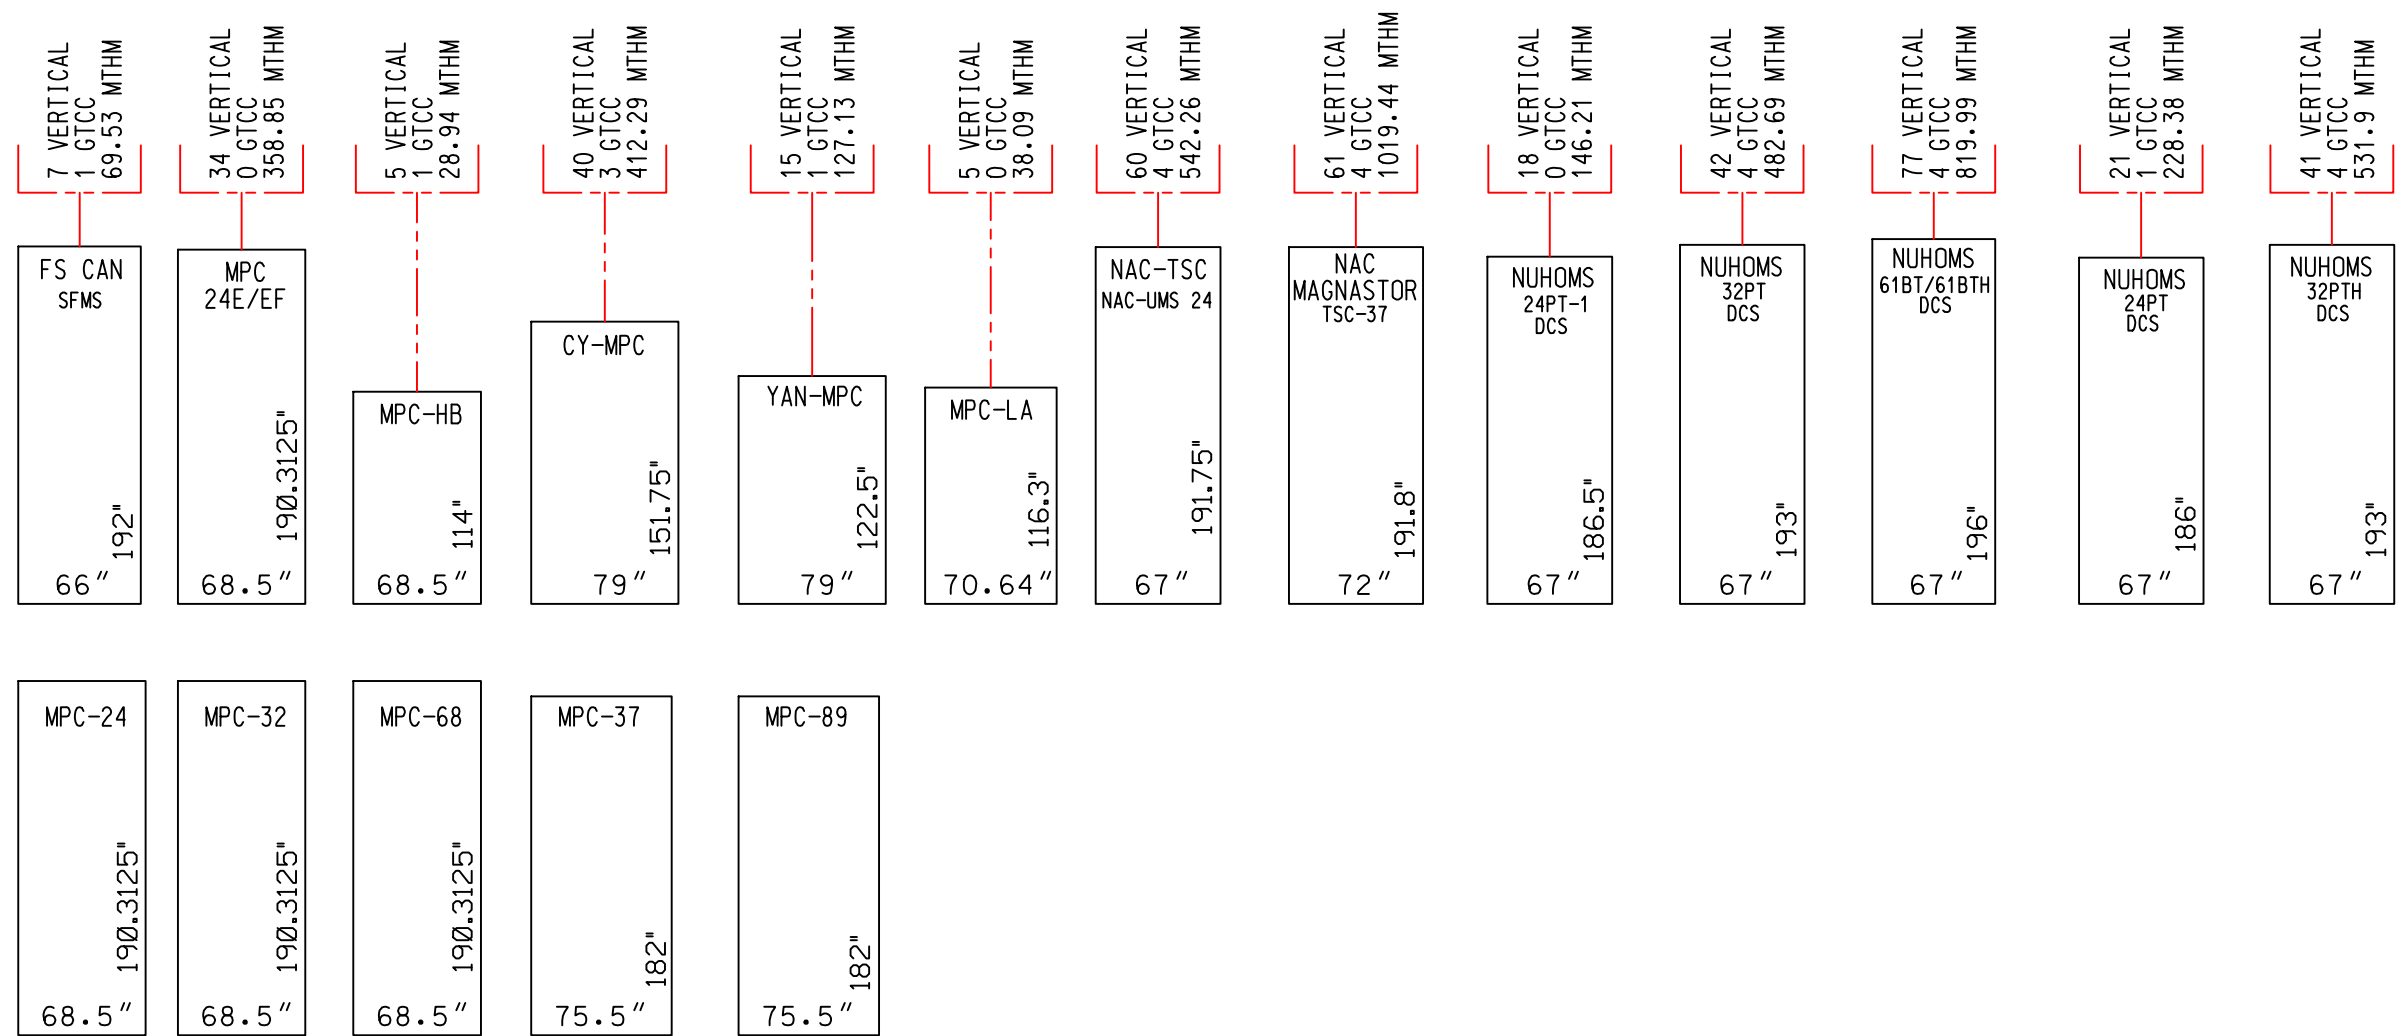 7 VERTICAL
1 GTCC
69.53 MTHM
34 VERTICAL
0 GTCC
358.85 MTHM
5 VERTICAL
1 GTCC
28.94 MTHM
40 VERTICAL
3 GTCC
412.29 MTHM
15 VERTICAL
1 GTCC
127.13 MTHM
5 VERTICAL
0 GTCC
38.09 MTHM
60 VERTICAL
4 GTCC
542.26 MTHM
61 VERTICAL
4 GTCC
1019.44 MTHM
18 VERTICAL
0 GTCC
146.21 MTHM
42 VERTICAL
4 GTCC
482.69 MTHM
77 VERTICAL
4 GTCC
819.99 MTHM
21 VERTICAL
1 GTCC
228.38 MTHM
41 VERTICAL
4 GTCC
531.9 MTHM
FS CAN
SFMS
192"
66"
MPC
24E/EF
190.3125"
68.5"
MPC-HB
114"
68.5"
CY-MPC
151.75"
79"
YAN-MPC
122.5"
79"
MPC-LA
116.3"
70.64"
NAC-TSC
NAC-UMS 24
191.75"
67"
NAC
MAGNASTOR
TSC-37
191.8"
72"
NUHOMS
24PT-1
DCS
186.5"
67"
NUHOMS
32PT
DCS
193"
67"
NUHOMS
61BT/61BTH
DCS
196"
67"
NUHOMS
24PT
DCS
186"
67"
NUHOMS
32PTH
DCS
193"
67"
MPC-24
190.3125"
68.5"
MPC-32
190.3125"
68.5"
MPC-68
190.3125"
68.5"
MPC-37
182"
75.5"
MPC-89
182"
75.5"